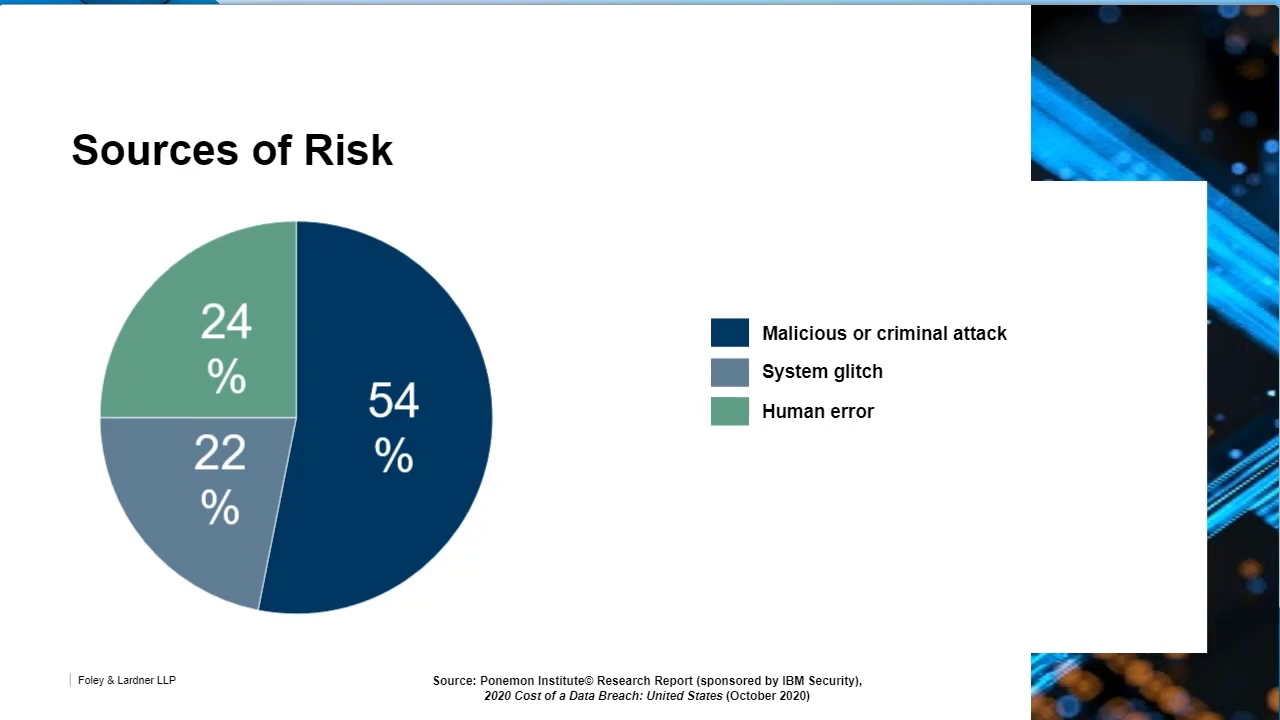 Sources of Risk
24
%
54
%
22
%
Malicious or criminal attack
System glitch
Human error
Foley & Lardner LLP
Source: Ponemon Institute© Research Report (sponsored by IBM Security),
2020 Cost of a Data Breach: United States (October 2020)